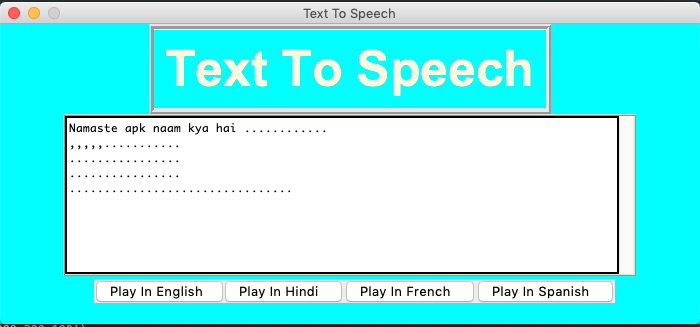 Text To Speech
Text To Speech
Namaste apk naam kya hai ............
,,,,,...........
................
................
...............................
Play In English
Play In Hindi
Play In French
Play In Spanish